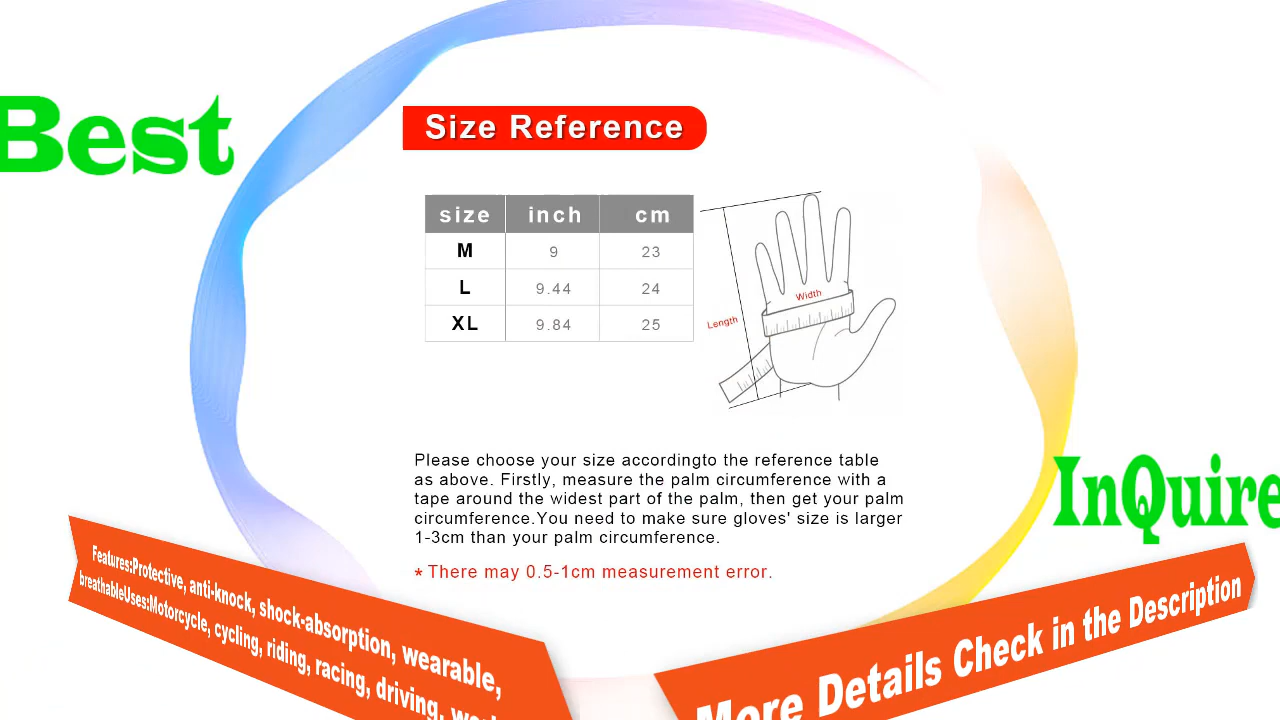 Best
Size Reference
size inch cm
M 9 23
L 9.44 24
XL 9.84 25
Width
Length
Please choose your size accordingto the reference table
as above. Firstly, measure the palm circumference with a
tape around the widest part of the palm, then get your palm
circumference.You need to make sure gloves' size is larger
1-3cm than your palm circumference.
* There may 0.5-1cm measurement error.
InQuire
Features:Protective, anti-knock, shock-absorption, wearable,
breathableUses:Motorcycle, cycling, riding, racing, driving,
More Details Check in the Description